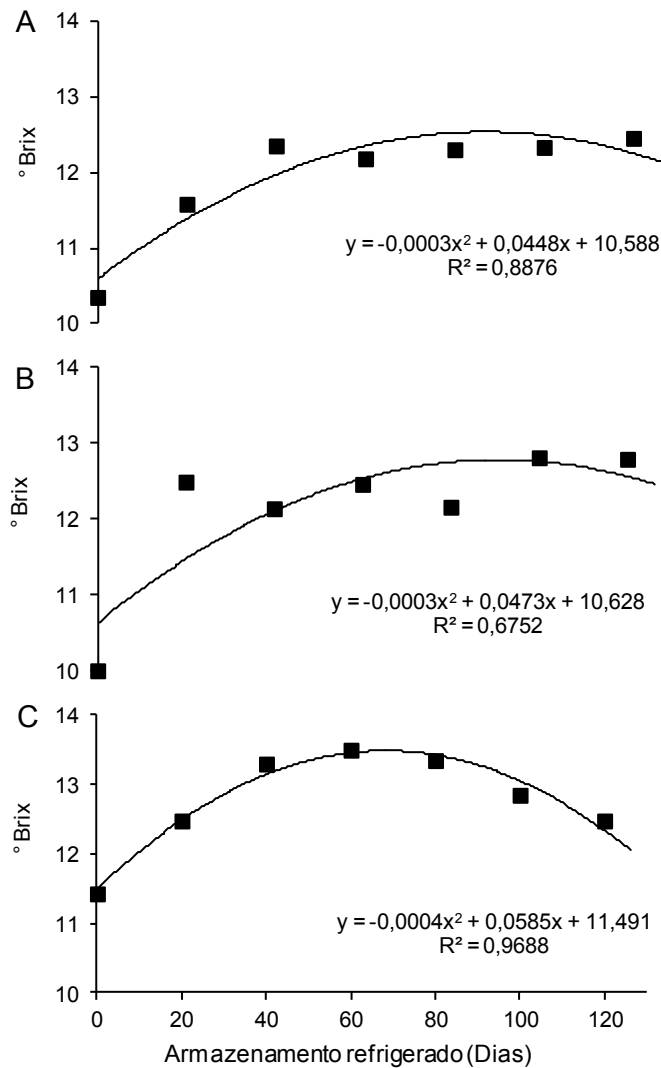 A
14
13
12
11
10
°Brix
y = -0,0003x² + 0,0448x + 10,588
R² = 0,8876
B
14
13
12
11
10
°Brix
y = -0,0003x² + 0,0473x + 10,628
R² = 0,6752
C
14
13
12
11
10
°Brix
y = -0,0004x² + 0,0585x + 11,491
R² = 0,9688
0 20 40 60 80 100 120
Armazenamento refrigerado (Dias)